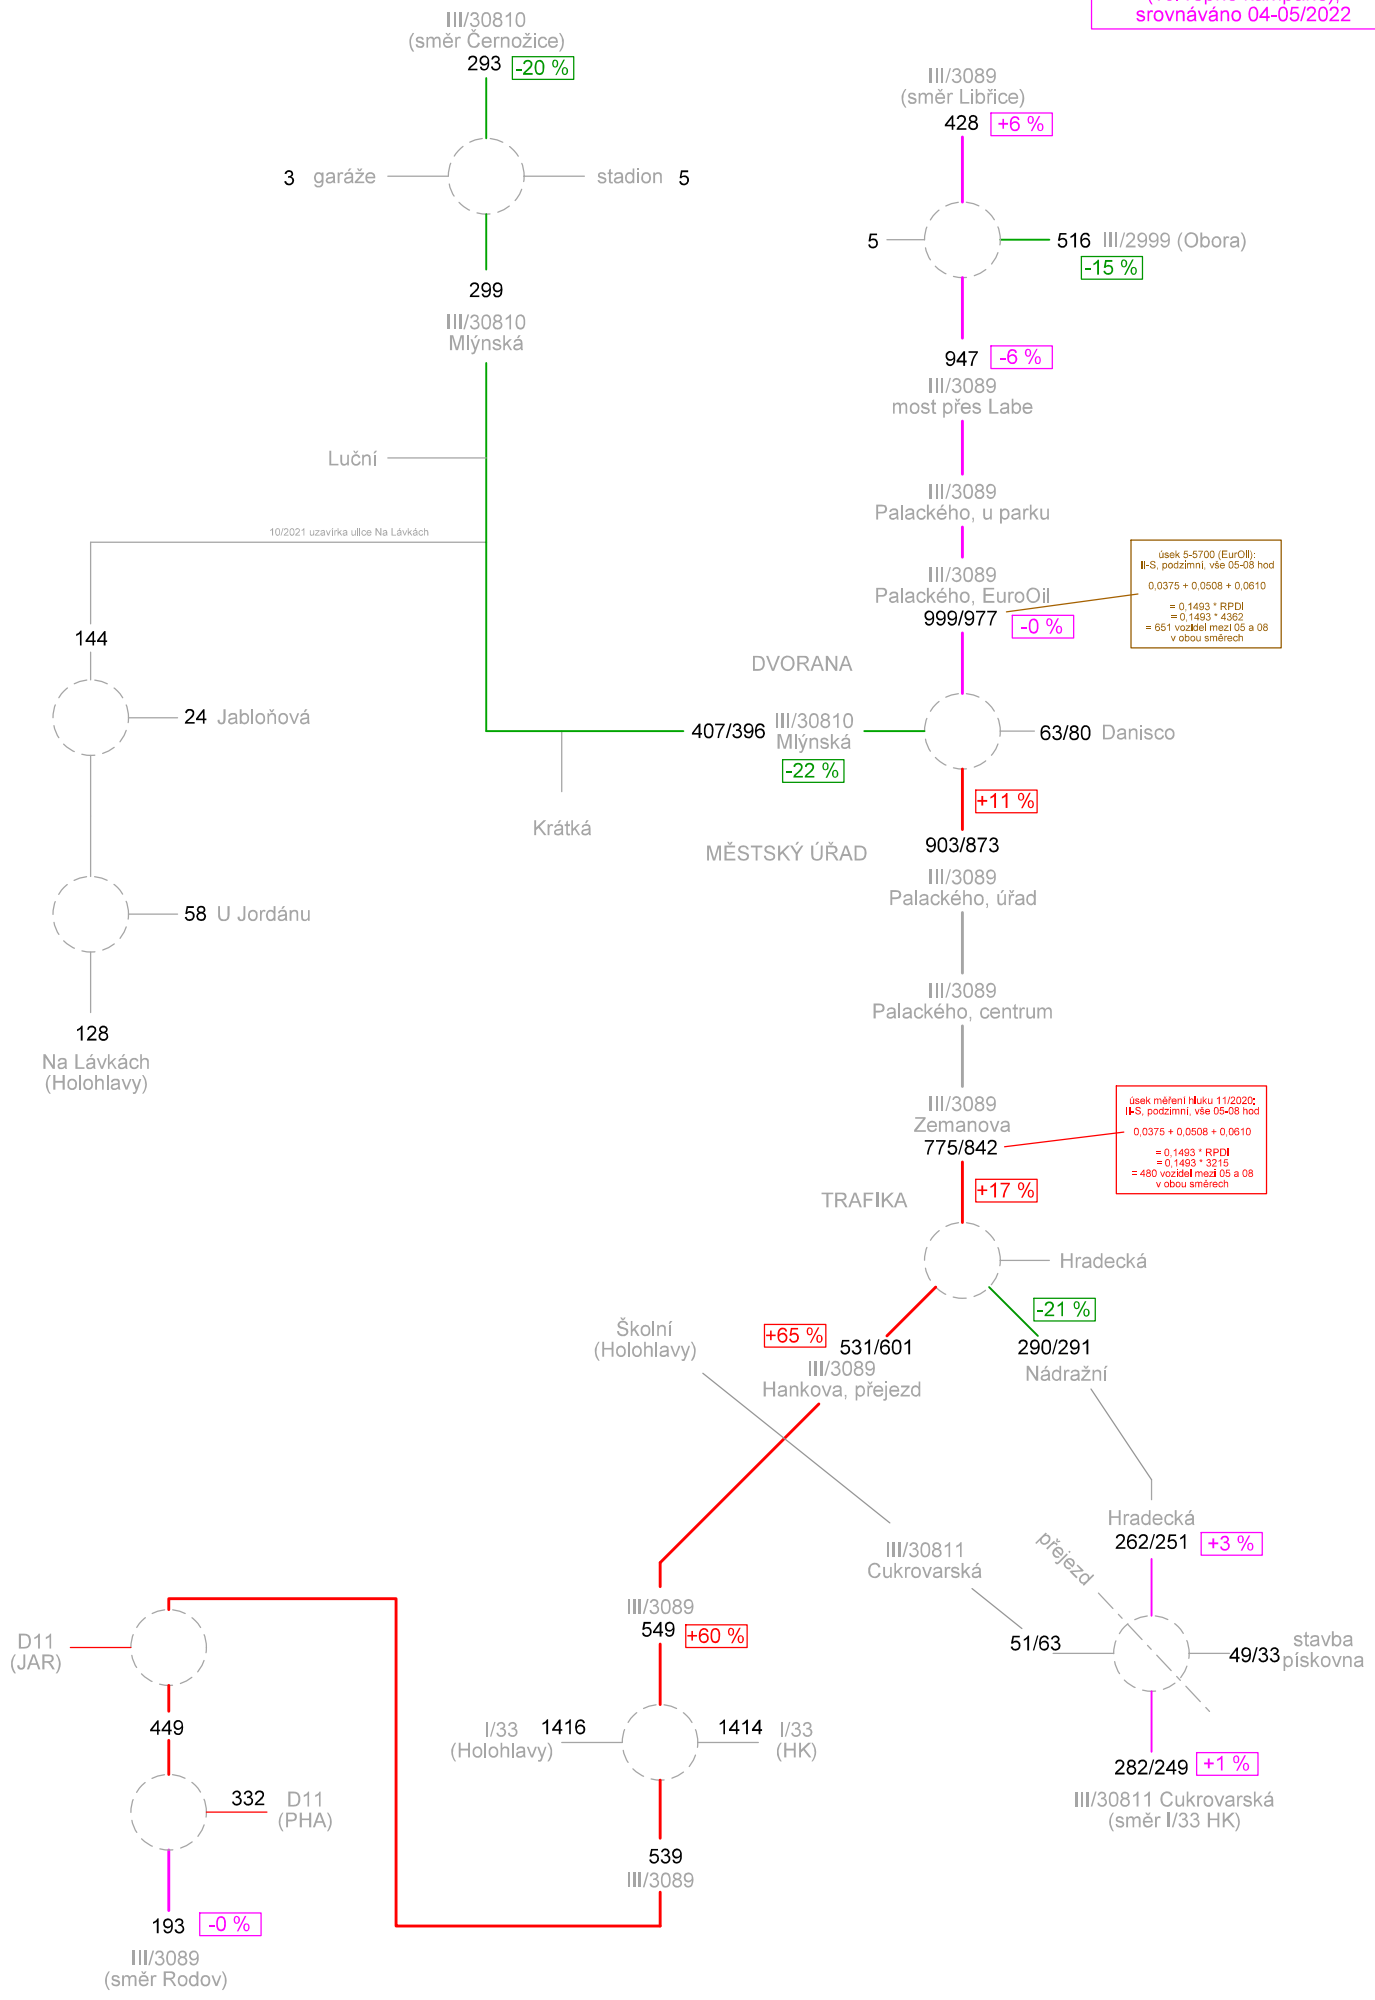 srovnáváno 04-05/2022
III/30810
(směr Černožice)
293
-20 %
3 garáže
stadion 5
299
III/30810
Mlýnská
III/3089
(směr Libřice)
428
+6 %
5
516 III/2999 (Obora)
-15 %
947
-6 %
III/3089
most přes Labe
Luční
III/3089
Palackého, u parku
10/2021 uzavírka ulice Na Lávkách
III/3089
Palackého, EuroOil
999/977
-0 %
úsek 5-5700 (EurOil):
II-S, podzimní, vše 05-08 hod
0,0375 + 0,0508 + 0,0610
= 0,1493 * RPDI
= 0,1493 * 4362
= 651 vozidel mezi 05 a 08
v obou směrech
144
DVORANA
24 Jabloňová
407/396
III/30810
Mlýnská
-22 %
63/80 Danisco
+11 %
Krátká
MĚSTSKÝ ÚŘAD
903/873
III/3089
Palackého, úřad
58 U Jordánu
III/3089
Palackého, centrum
128
Na Lávkách
(Holohlavy)
III/3089
Zemanova
775/842
+17 %
úsek měření hluku 11/2020:
II-S, podzimní, vše 05-08 hod
0,0375 + 0,0508 + 0,0610
= 0,1493 * RPDI
= 0,1493 * 3215
= 480 vozidel mezi 05 a 08
v obou směrech
TRAFIKA
Hradecká
-21 %
Školní
(Holohlavy)
+65 %
531/601
III/3089
Hankova, přejezd
290/291
Nádražní
Hradecká
262/251
+3 %
přejezd
III/30811
Cukrovarská
51/63
49/33
stavba
pískovna
III/3089
549
+60 %
D11
(JAR)
449
I/33
(Holohlavy)
1416
1414
I/33
(HK)
282/249
+1 %
III/30811 Cukrovarská
(směr I/33 HK)
332
D11
(PHA)
539
III/3089
193
-0 %
III/3089
(směr Rodov)